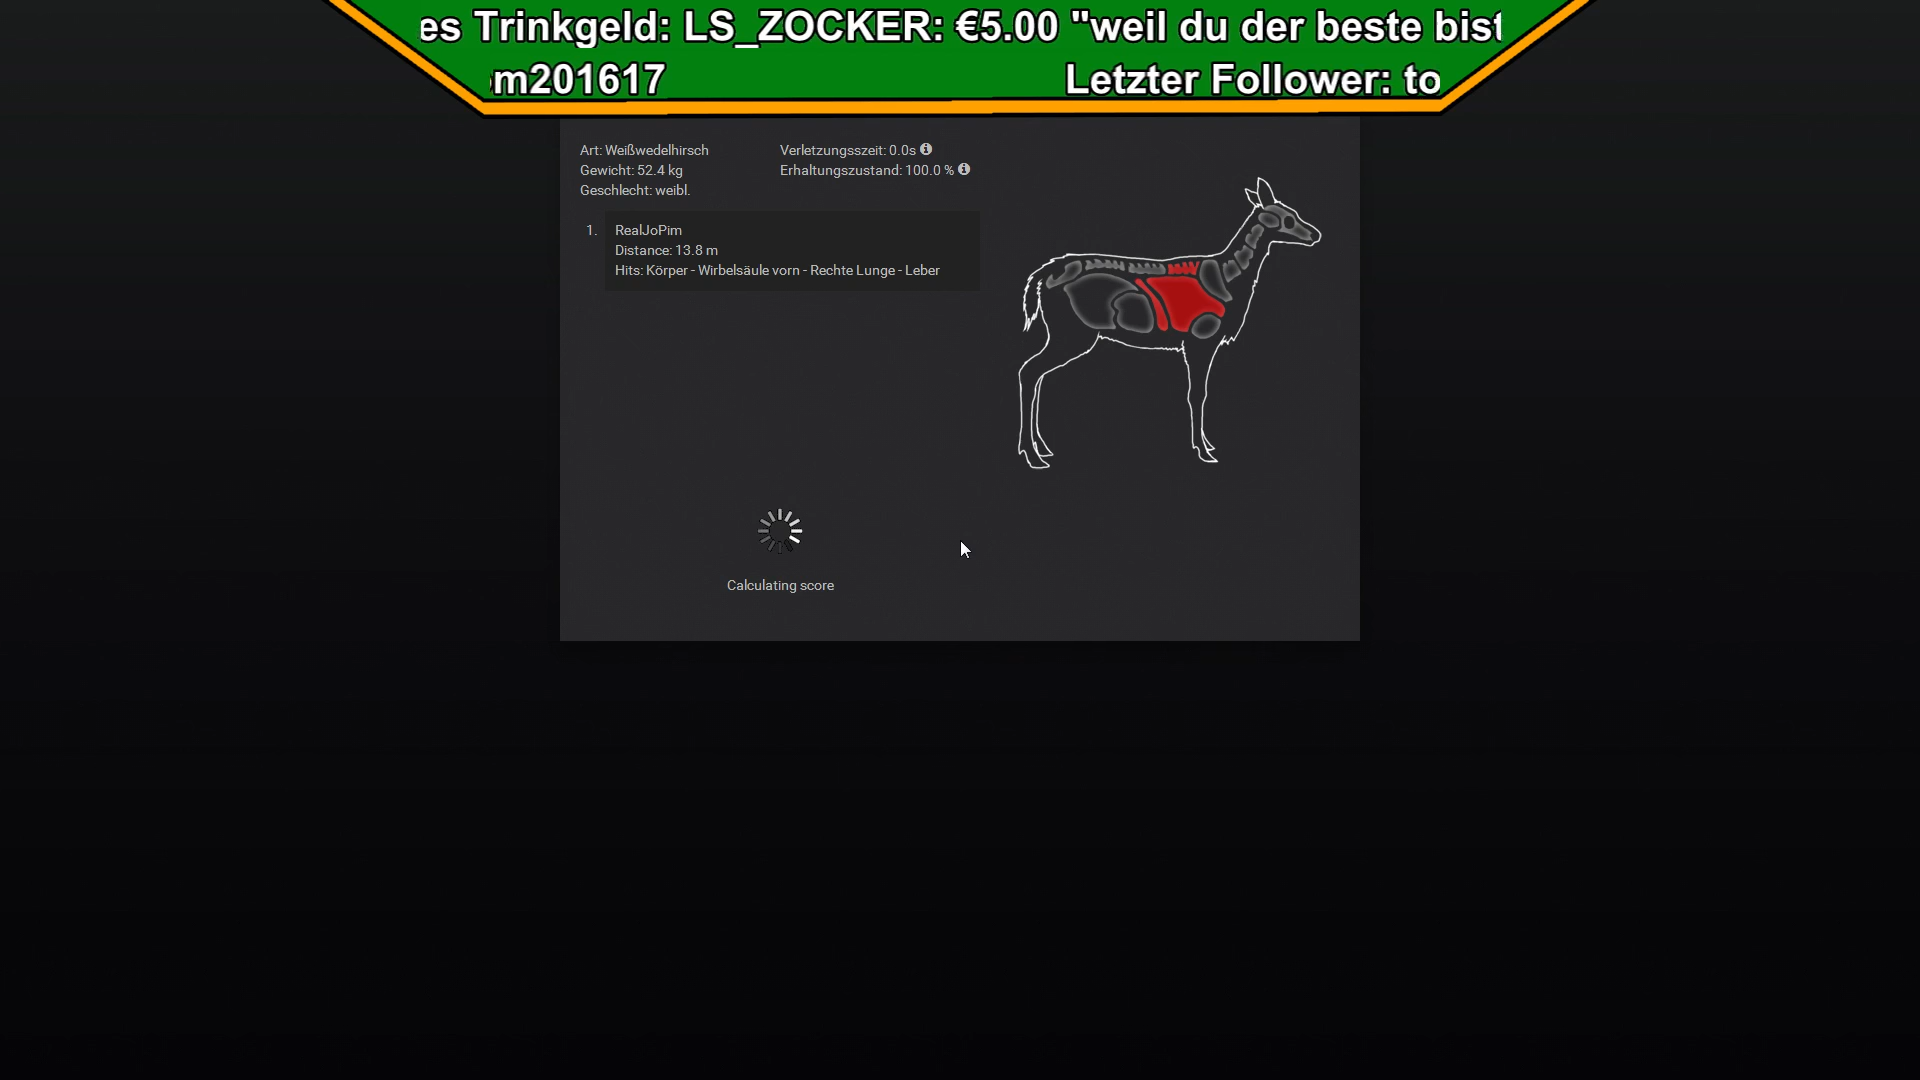 es Trinkgeld: LS_ZOCKER: €5.00 "weil du der beste bist
m201617 Letzter Follower: to
Art: Weißwedelhirsch
Gewicht: 52.4 kg
Geschlecht: weibl.
Verletzungsszeit: 0.0s
Erhaltungszustand: 100.0 %
1. RealJoPim
Distance: 13.8 m
Hits: Körper - Wirbelsäule vorn - Rechte Lunge - Leber
Calculating score